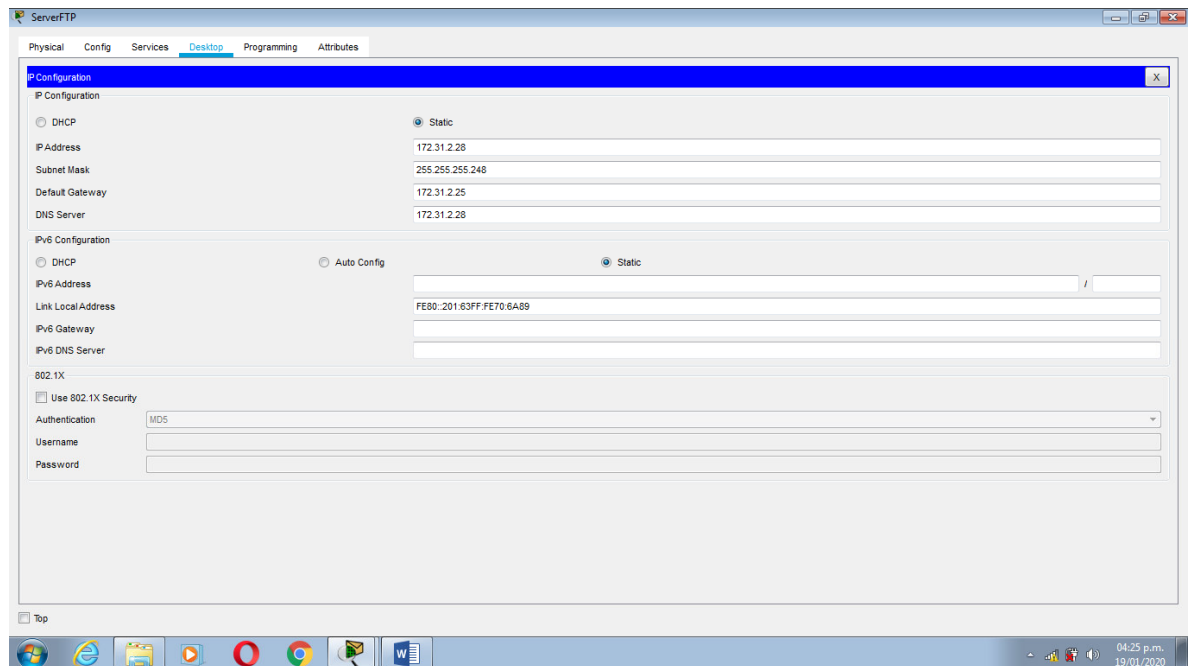 ServerFTP
Physical Config Services Desktop Programming Attributes
IP Configuration X
IP Configuration
DHCP Static
IP Address 172.31.2.28
Subnet Mask 255.255.255.248
Default Gateway 172.31.2.25
DNS Server 172.31.2.28
IPv6 Configuration
DHCP Auto Config Static
IPv6 Address /
Link Local Address FE80::201:63FF:FE70:6A89
IPv6 Gateway
IPv6 DNS Server
802.1X
Use 802.1X Security
Authentication MD5
Username
Password
Top
04:25 p.m.
19/01/2020